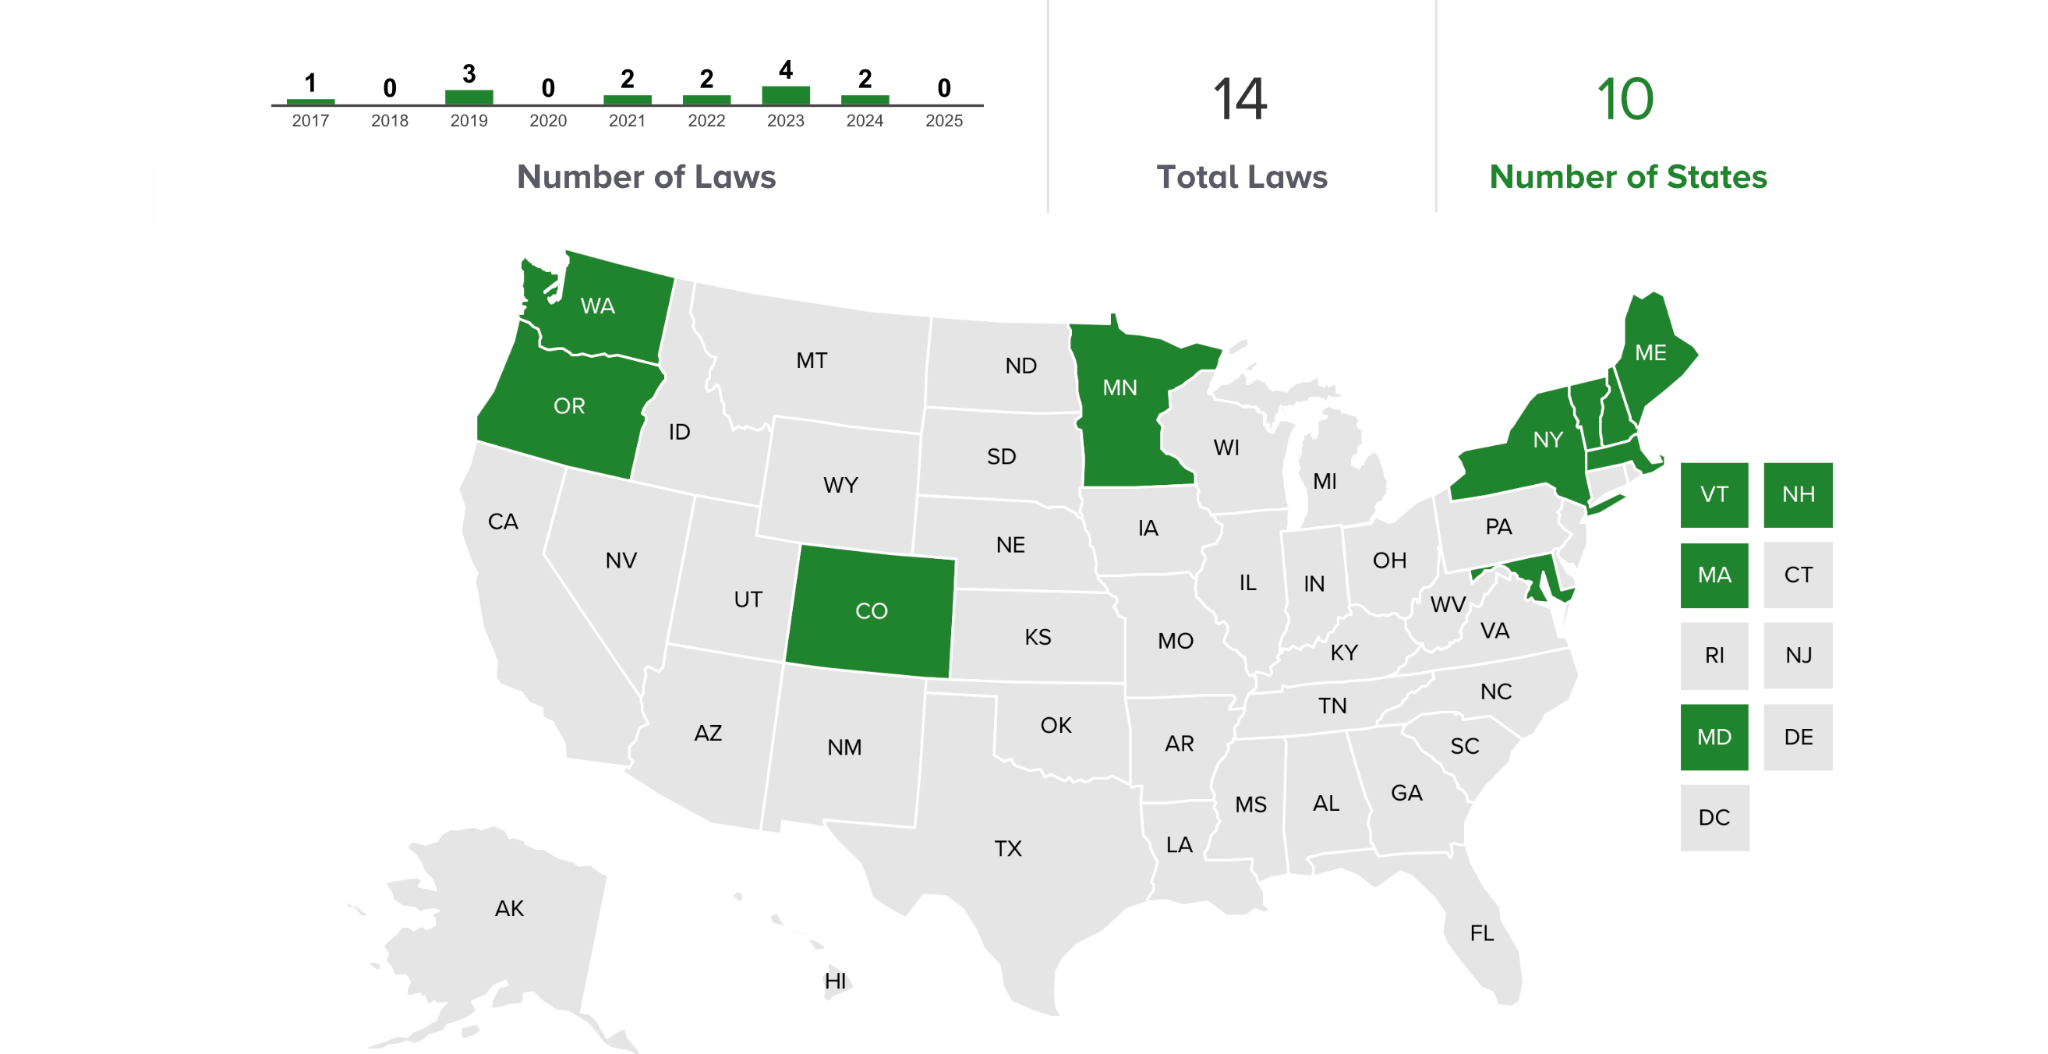 1 0 3 0 2 2 4 2 0
2017 2018 2019 2020 2021 2022 2023 2024 2025
Number of Laws
14
Total Laws
10
Number of States
WA
ME
MT
ND
MN
OR
ID
NY
WI
SD
MI
WY
VT NH
CA
PA
IA
NE
NV
OH
MA CT
IL
IN
UT
CO
WV
VA
KS
MO
KY
RI NJ
NC
TN
OK
AZ
NM
AR
SC
MD DE
GA
MS
AL
DC
LA
TX
AK
FL
HI